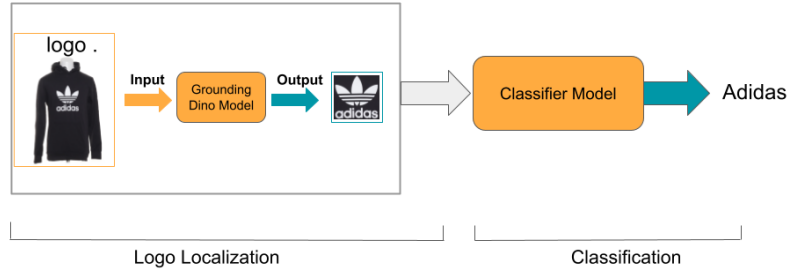 logo .
adidas
Input
Grounding
Dino Model
Output
adidas
Classifier Model
Adidas
Logo Localization
Classification